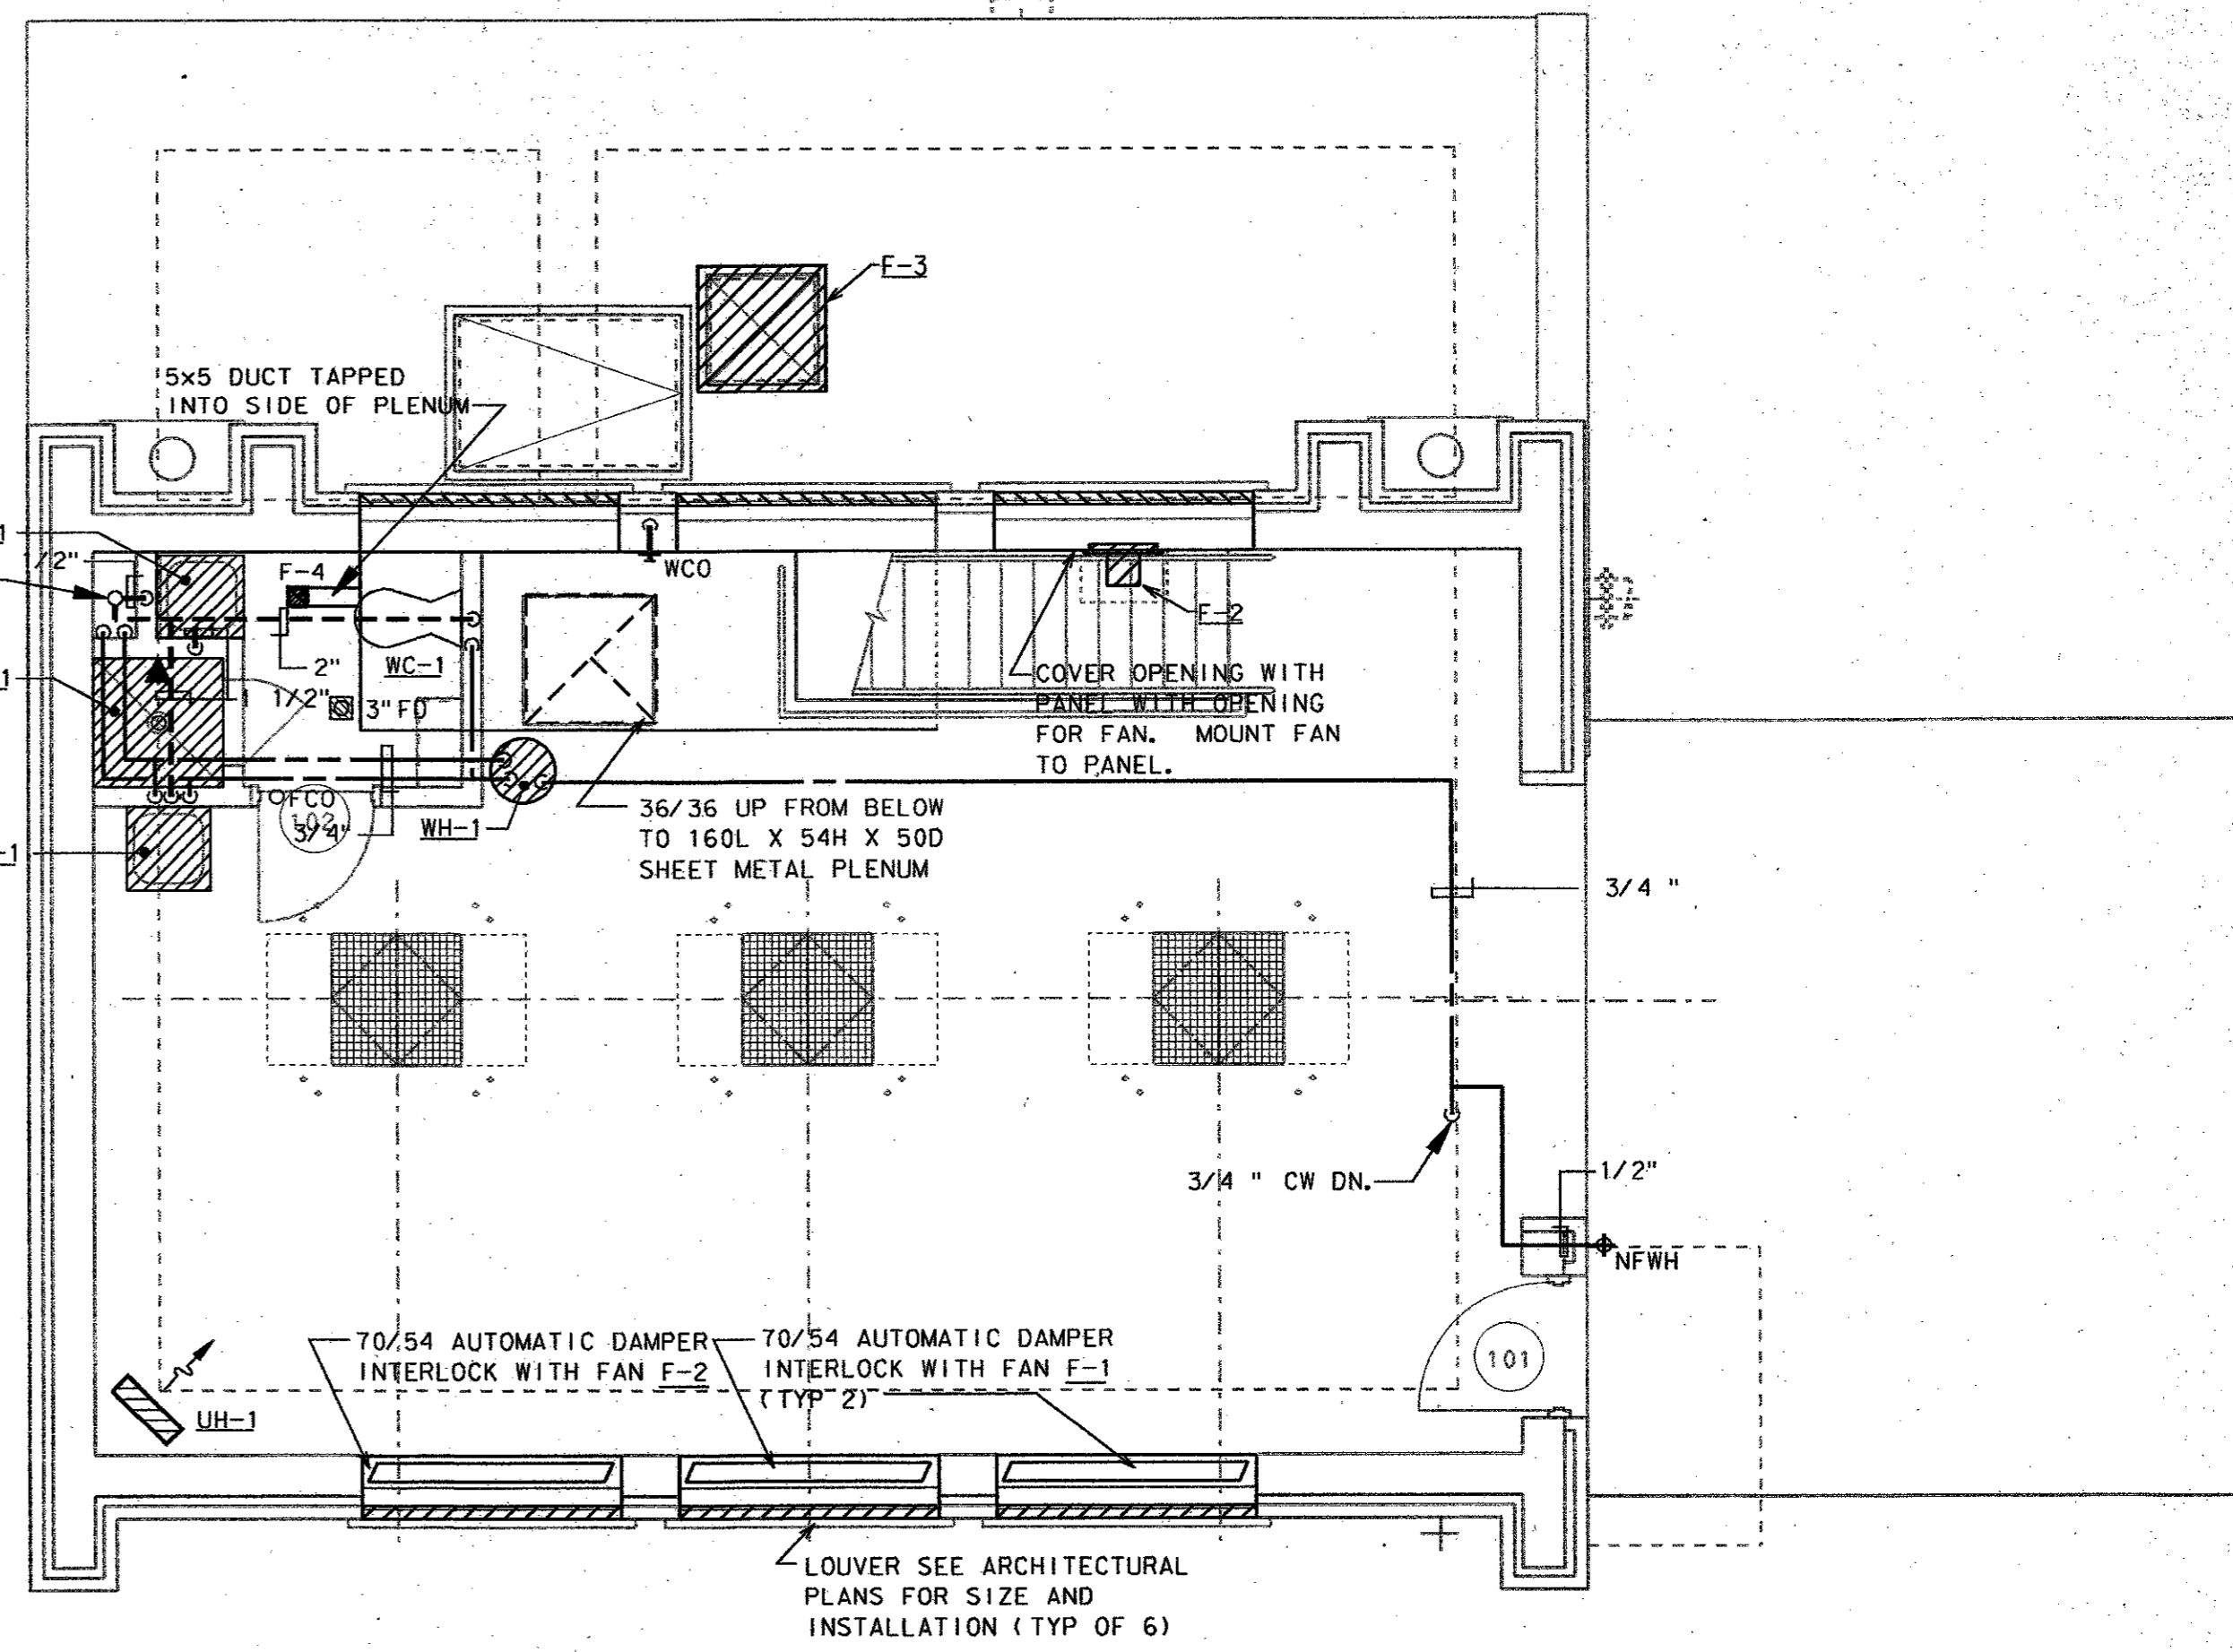 F-3
5x5 DUCT TAPPED
INTO SIDE OF PLENUM
1
1/2"
F-4
WCO
F-2
2"
WC-1
COVER OPENING WITH
PANEL WITH OPENING
FOR FAN. MOUNT FAN
TO PANEL.
1
1/2"
3" FD
FCO
102
3/4"
WH-1
36/36 UP FROM BELOW
TO 160L X 54H X 50D
SHEET METAL PLENUM
-1
3/4 "
3/4 " CW DN.
1/2"
NFWH
70/54 AUTOMATIC DAMPER
INTERLOCK WITH FAN F-2
70/54 AUTOMATIC DAMPER
INTERLOCK WITH FAN F-1
(TYP 2)
101
UH-1
LOUVER SEE ARCHITECTURAL
PLANS FOR SIZE AND
INSTALLATION (TYP OF 6)